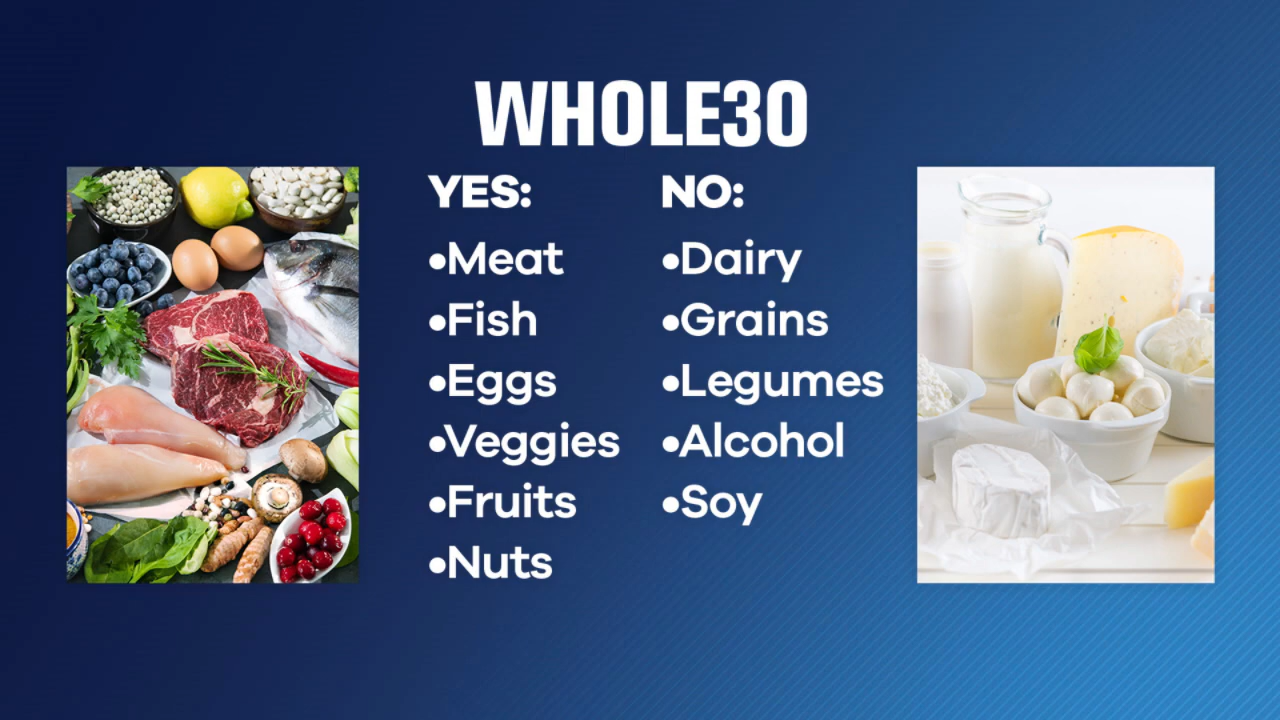 WHOLE30
YES:
•Meat
•Fish
•Eggs
•Veggies
•Fruits
•Nuts
NO:
•Dairy
•Grains
•Legumes
•Alcohol
•Soy